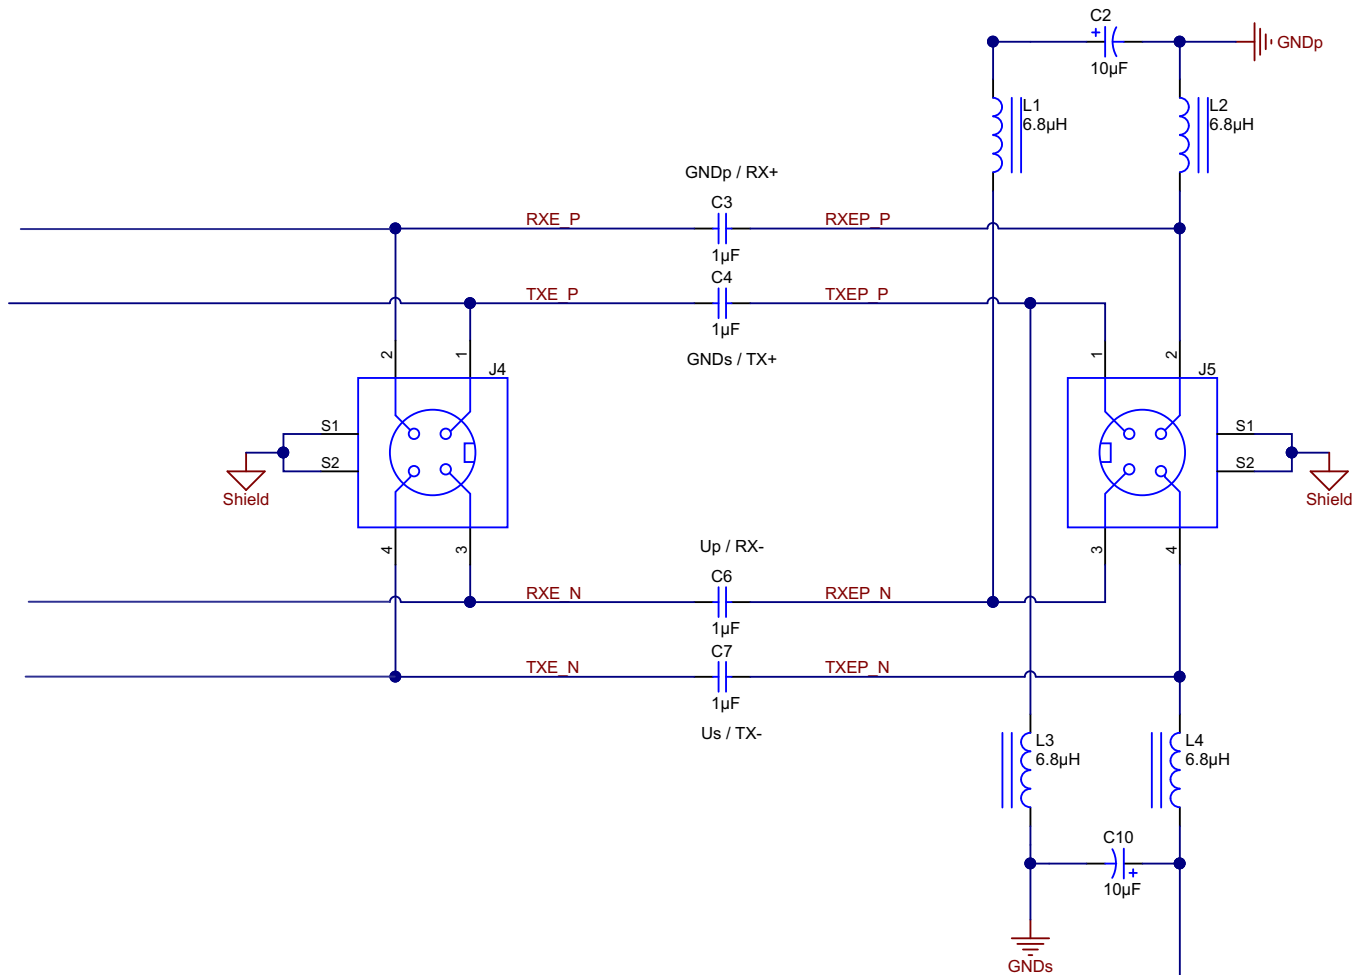 C2
+
10µF
GNDp
L1
6.8µH
L2
6.8µH
GNDp / RX+
C3
RXE_P
RXEP_P
1µF
C4
TXE_P
TXEP_P
1µF
GNDs / TX+
2
1
J4
1
2
J5
S1
S2
Shield
S1
S2
Shield
4
3
3
4
Up / RX-
C6
RXE_N
RXEP_N
1µF
C7
TXE_N
TXEP_N
1µF
Us / TX-
L3
6.8µH
L4
6.8µH
C10
+
10µF
GNDs